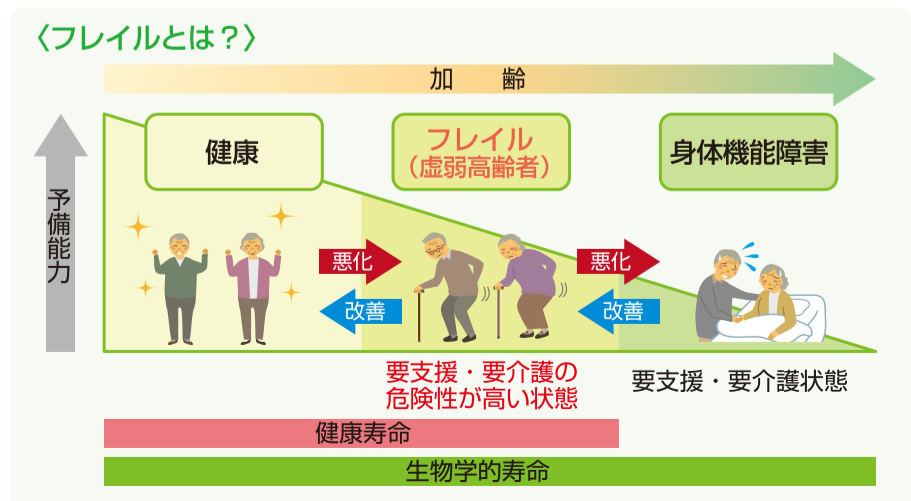 〈フレイルとは？〉
加齢
予備能力
健康
フレイル
（虚弱高齢者）
身体機能障害
悪化
改善
悪化
改善
要支援・要介護の
危険性が高い状態
要支援・要介護状態
健康寿命
生物学的寿命